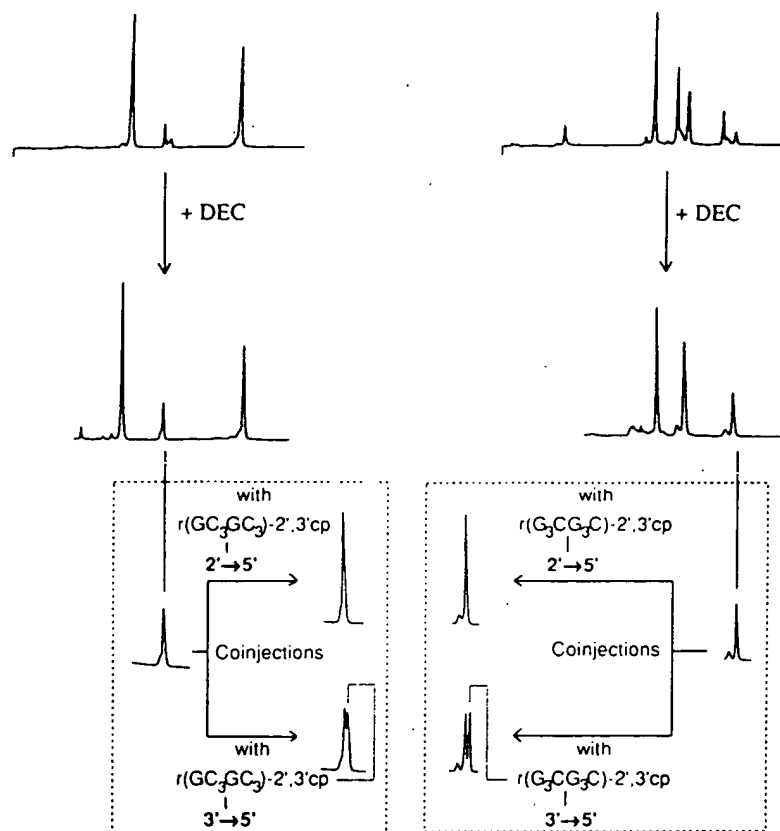 + DEC
+ DEC
with
r(GC₃GC₃)-2',3'cp
2'→5'
Coinjections
with
r(GC₃GC₃)-2',3'cp
3'→5'
with
r(G₃CG₃C)-2',3'cp
2'→5'
Coinjections
with
r(G₃CG₃C)-2',3'cp
3'→5'